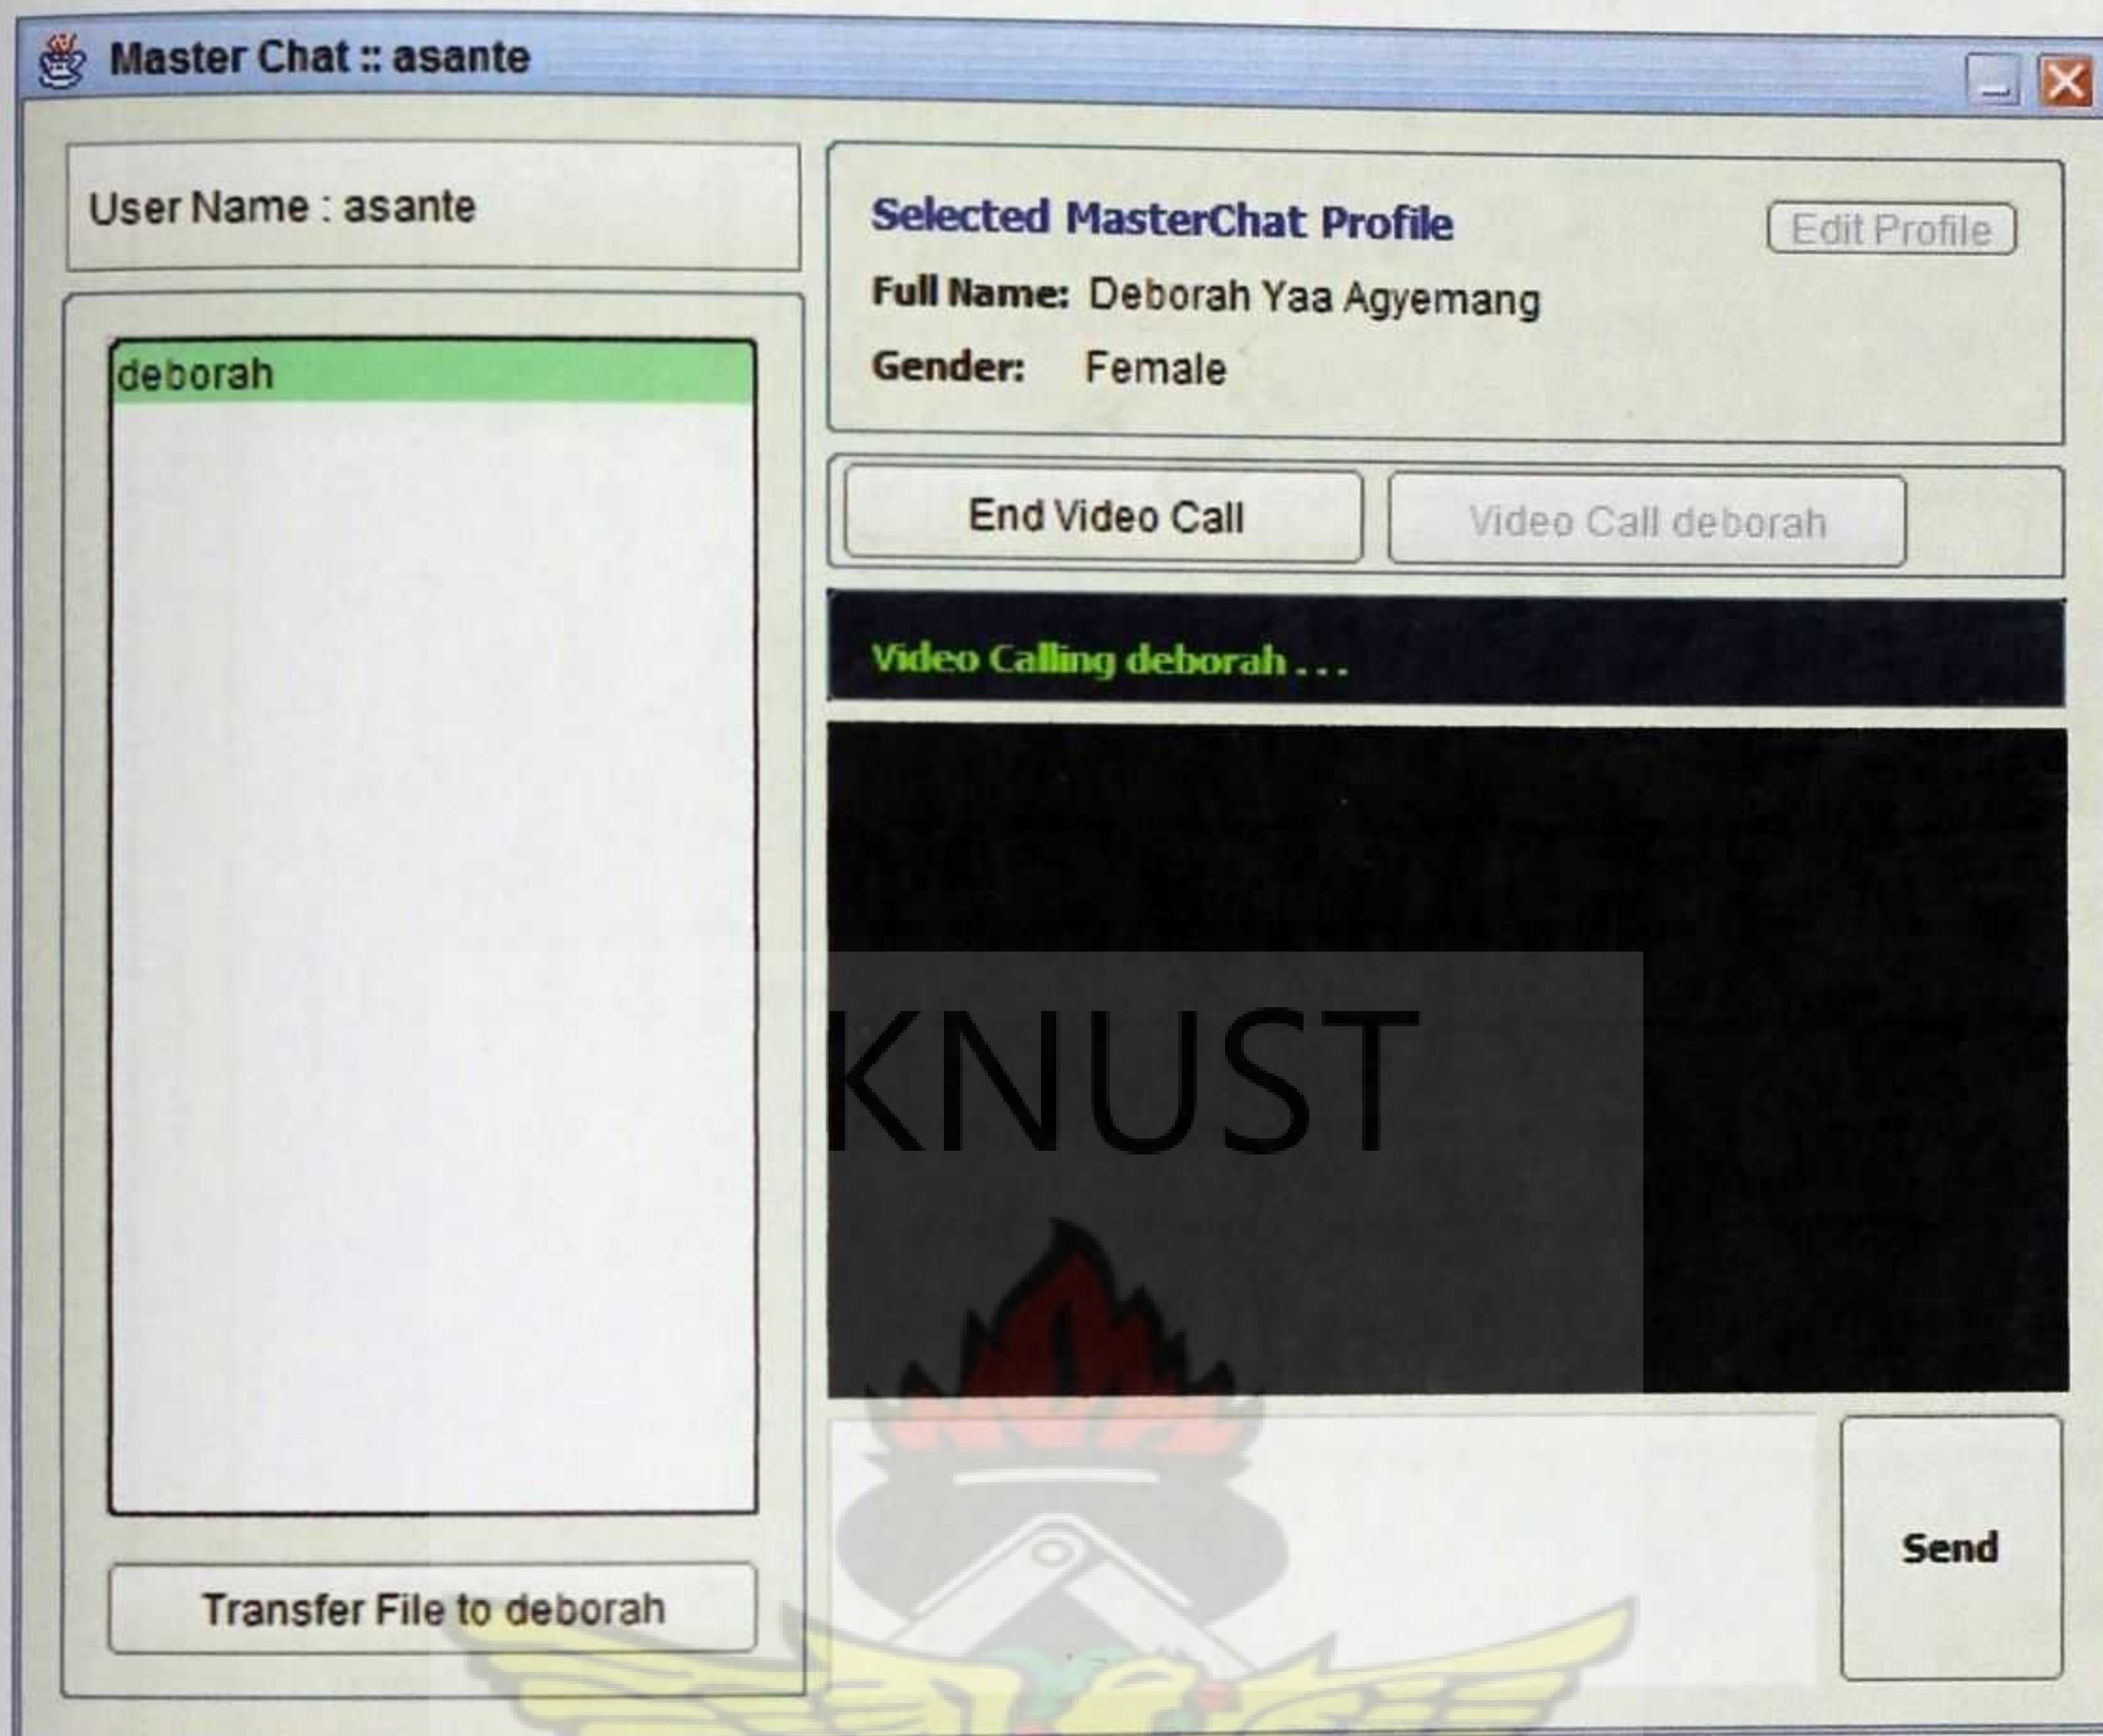 Master Chat :: asante
User Name : asante
deborah
Transfer File to deborah
Selected MasterChat Profile
Edit Profile
Full Name: Deborah Yaa Agyemang
Gender: Female
End Video Call
Video Call deborah
Video Calling deborah . . .
KNUST
Send